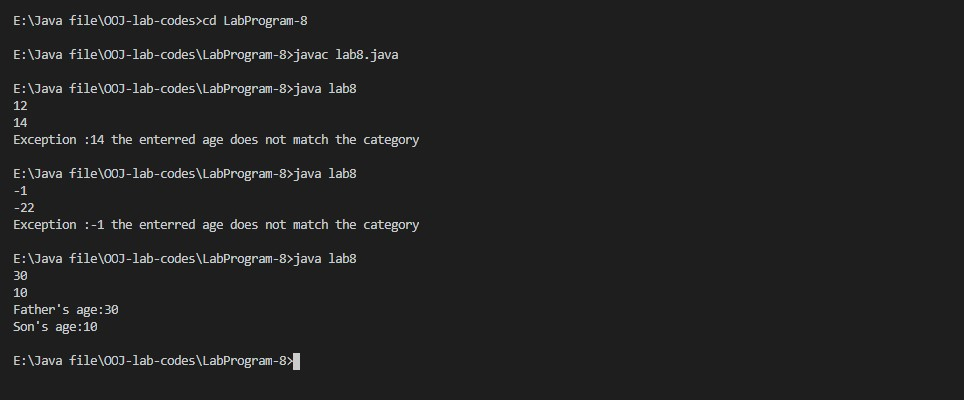 E:\Java file\OOJ-lab-codes>cd LabProgram-8
E:\Java file\OOJ-lab-codes\LabProgram-8>javac lab8.java
E:\Java file\OOJ-lab-codes\LabProgram-8>java lab8
12
14
Exception :14 the enterred age does not match the category
E:\Java file\OOJ-lab-codes\LabProgram-8>java lab8
-1
-22
Exception :-1 the enterred age does not match the category
E:\Java file\OOJ-lab-codes\LabProgram-8>java lab8
30
10
Father's age:30
Son's age:10
E:\Java file\OOJ-lab-codes\LabProgram-8>